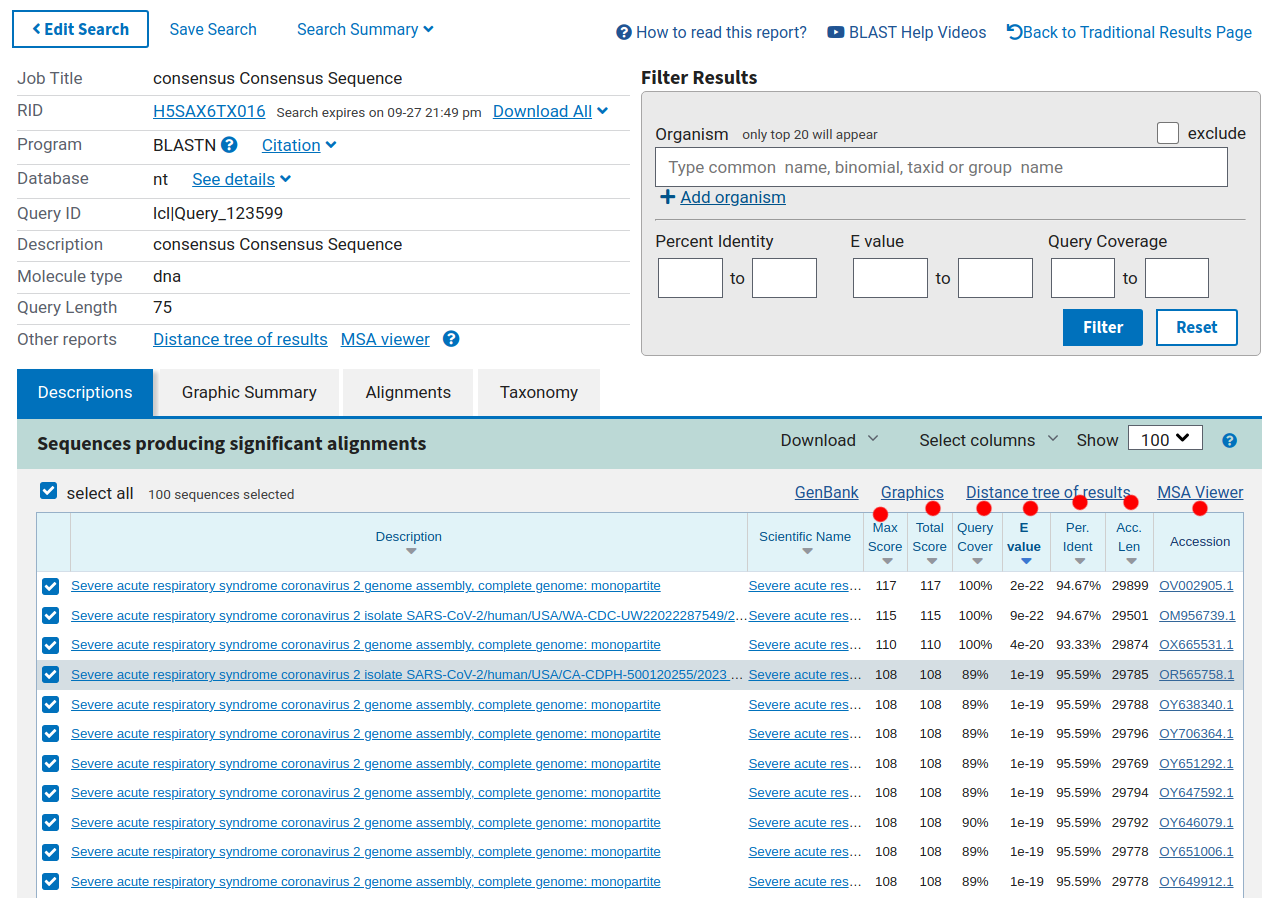 Edit Search Save Search Search Summary How to read this report? BLAST Help Videos Back to Traditional Results Page
Job Title consensus Consensus Sequence
RID H5SAX6TX016 Search expires on 09-27 21:49 pm Download All
Program BLASTN Citation
Database nt See details
Query ID lcl|Query_123599
Description consensus Consensus Sequence
Molecule type dna
Query Length 75
Other reports Distance tree of results MSA viewer
Filter Results
Organism only top 20 will appear exclude
Type common name, binomial, taxid or group name
Add organism
Percent Identity E value Query Coverage
to to to
Filter Reset
Descriptions Graphic Summary Alignments Taxonomy
Sequences producing significant alignments Download Select columns Show 100
select all 100 sequences selected GenBank Graphics Distance tree of results MSA Viewer
Description Scientific Name Max Score Total Score Query Cover E value Per. Ident Acc. Len Accession
Severe acute respiratory syndrome coronavirus 2 genome assembly, complete genome: monopartite Severe acute res... 117 117 100% 2e-22 94.67% 29899 OV002905.1
Severe acute respiratory syndrome coronavirus 2 isolate SARS-CoV-2/human/USA/WA-CDC-UW22022287549/2... Severe acute res... 115 115 100% 9e-22 94.67% 29501 OM956739.1
Severe acute respiratory syndrome coronavirus 2 genome assembly, complete genome: monopartite Severe acute res... 110 110 100% 4e-20 93.33% 29874 OX665531.1
Severe acute respiratory syndrome coronavirus 2 isolate SARS-CoV-2/human/USA/CA-CDPH-500120255/2023 ... Severe acute res... 108 108 89% 1e-19 95.59% 29785 OR565758.1
Severe acute respiratory syndrome coronavirus 2 genome assembly, complete genome: monopartite Severe acute res... 108 108 89% 1e-19 95.59% 29788 OY638340.1
Severe acute respiratory syndrome coronavirus 2 genome assembly, complete genome: monopartite Severe acute res... 108 108 89% 1e-19 95.59% 29796 OY706364.1
Severe acute respiratory syndrome coronavirus 2 genome assembly, complete genome: monopartite Severe acute res... 108 108 89% 1e-19 95.59% 29769 OY651292.1
Severe acute respiratory syndrome coronavirus 2 genome assembly, complete genome: monopartite Severe acute res... 108 108 89% 1e-19 95.59% 29794 OY647592.1
Severe acute respiratory syndrome coronavirus 2 genome assembly, complete genome: monopartite Severe acute res... 108 108 90% 1e-19 95.59% 29792 OY646079.1
Severe acute respiratory syndrome coronavirus 2 genome assembly, complete genome: monopartite Severe acute res... 108 108 89% 1e-19 95.59% 29778 OY651006.1
Severe acute respiratory syndrome coronavirus 2 genome assembly, complete genome: monopartite Severe acute res... 108 108 89% 1e-19 95.59% 29778 OY649912.1